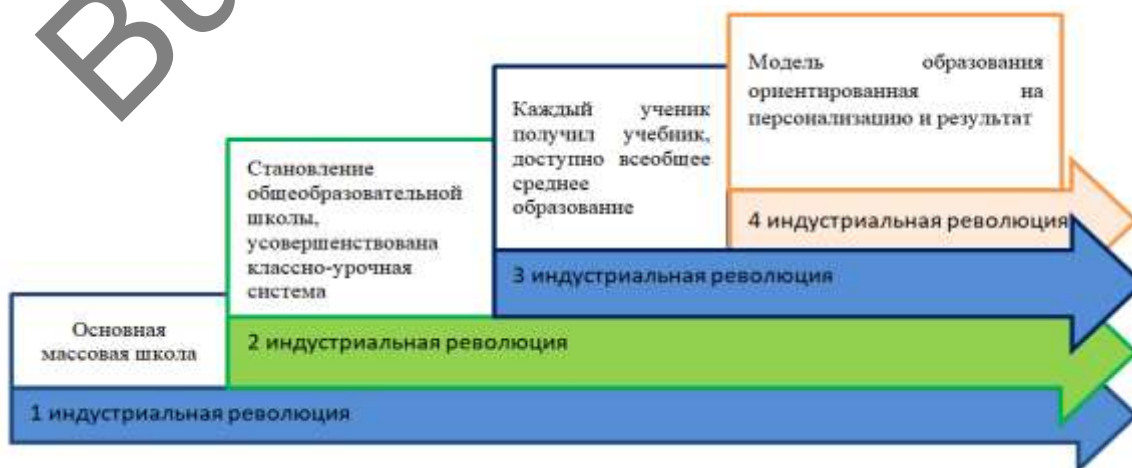 Модель образования
ориентированная на
персонализацию и результат
4 индустриальная революция
Каждый ученик
получил учебник,
доступно всеобщее
среднее
образование
3 индустриальная революция
Становление
общеобразовательной
школы,
усовершенствована
классно-урочная
система
2 индустриальная революция
Основная
массовая школа
1 индустриальная революция